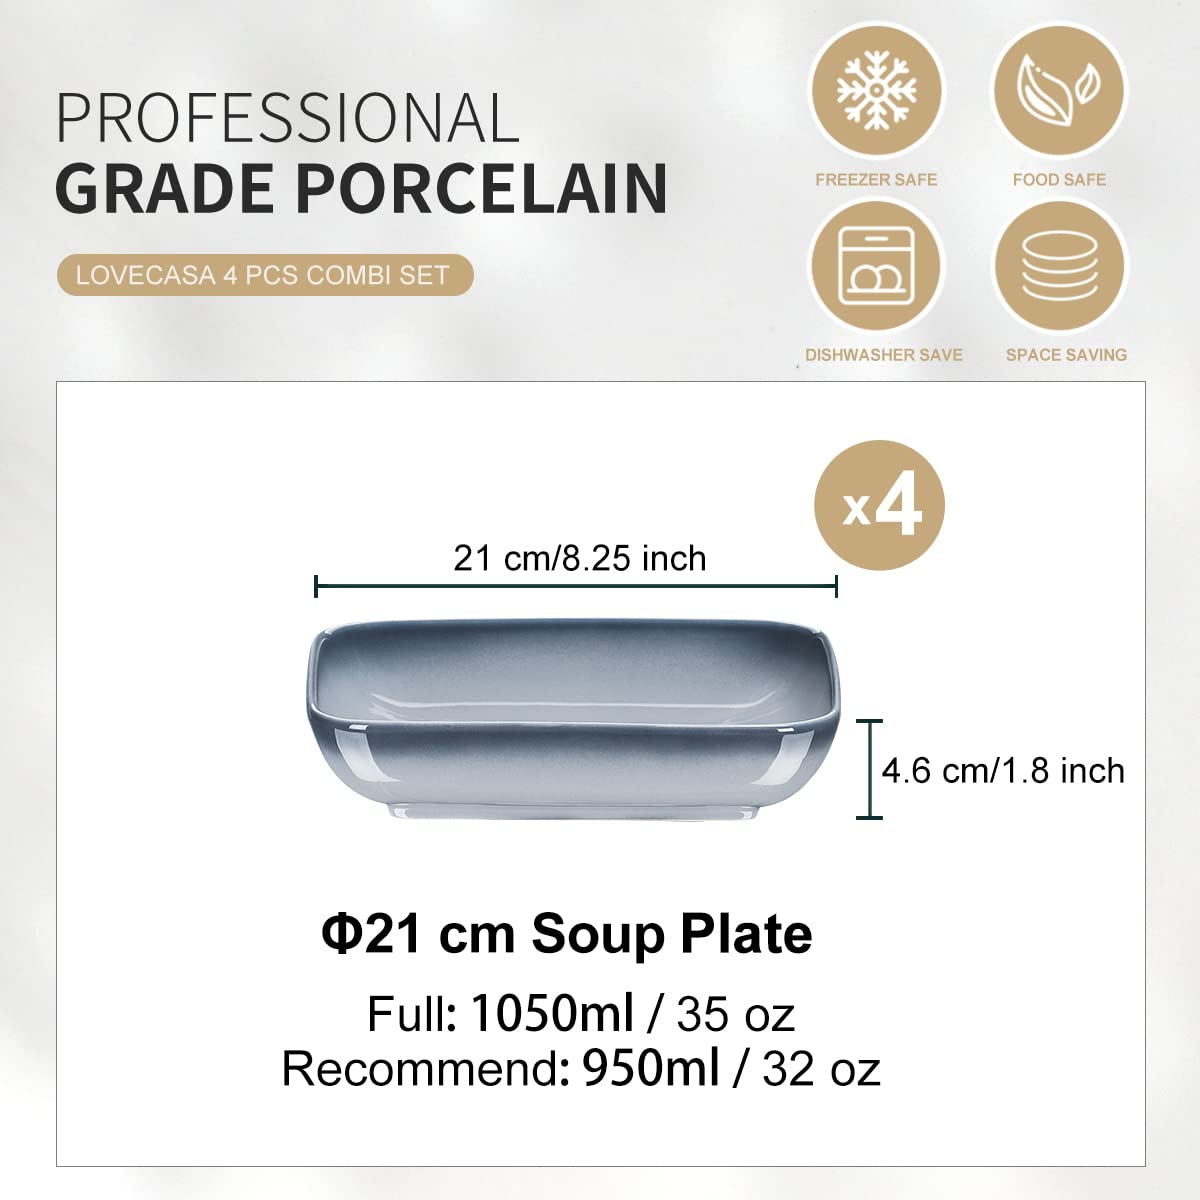 PROFESSIONAL
GRADE PORCELAIN
LOVECASA 4 PCS COMBI SET
FREEZER SAFE
FOOD SAFE
DISHWASHER SAVE
SPACE SAVING
x4
21 cm/8.25 inch
4.6 cm/1.8 inch
Φ21 cm Soup Plate
Full: 1050ml / 35 oz
Recommend: 950ml / 32 oz